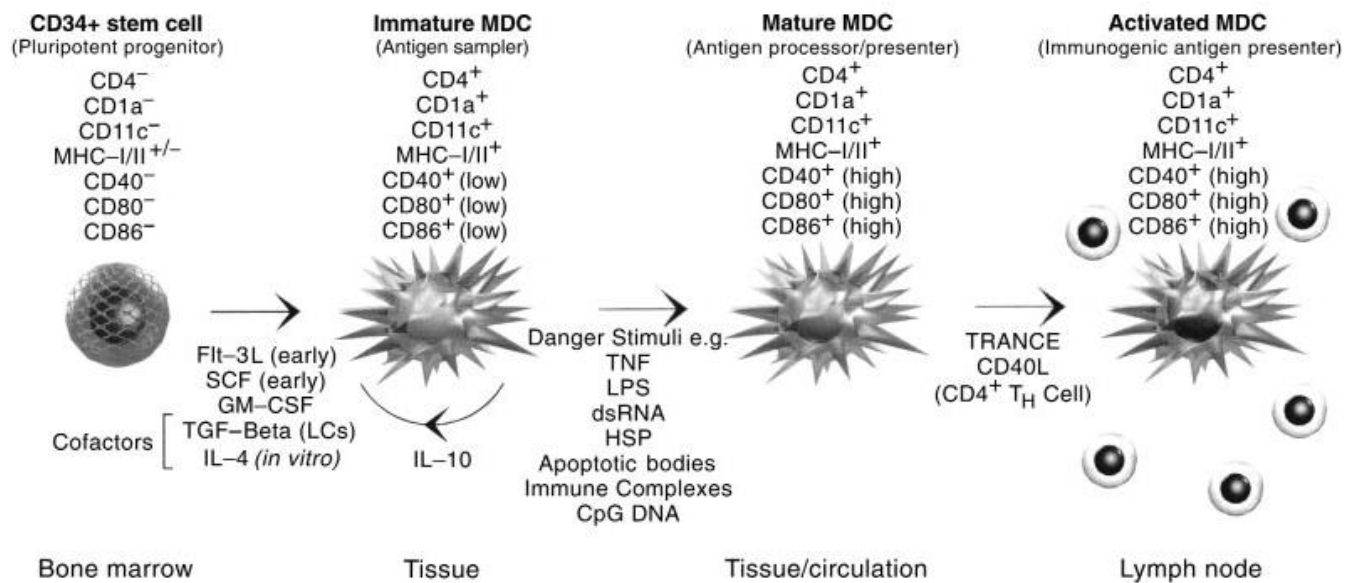 CD34+ stem cell
(Pluripotent progenitor)
CD4⁻
CD1a⁻
CD11c⁻
MHC–I/II⁺/⁻
CD40⁻
CD80⁻
CD86⁻
Immature MDC
(Antigen sampler)
CD4⁺
CD1a⁺
CD11c⁺
MHC–I/II⁺
CD40⁺ (low)
CD80⁺ (low)
CD86⁺ (low)
Mature MDC
(Antigen processor/presenter)
CD4⁺
CD1a⁺
CD11c⁺
MHC–I/II⁺
CD40⁺ (high)
CD80⁺ (high)
CD86⁺ (high)
Activated MDC
(Immunogenic antigen presenter)
CD4⁺
CD1a⁺
CD11c⁺
MHC–I/II⁺
CD40⁺ (high)
CD80⁺ (high)
CD86⁺ (high)
Flt–3L (early)
SCF (early)
GM–CSF
Cofactors
TGF–Beta (LCs)
IL–4 (in vitro)
IL–10
Danger Stimuli e.g.
TNF
LPS
dsRNA
HSP
Apoptotic bodies
Immune Complexes
CpG DNA
TRANCE
CD40L
(CD4⁺ T_H Cell)
Bone marrow
Tissue
Tissue/circulation
Lymph node